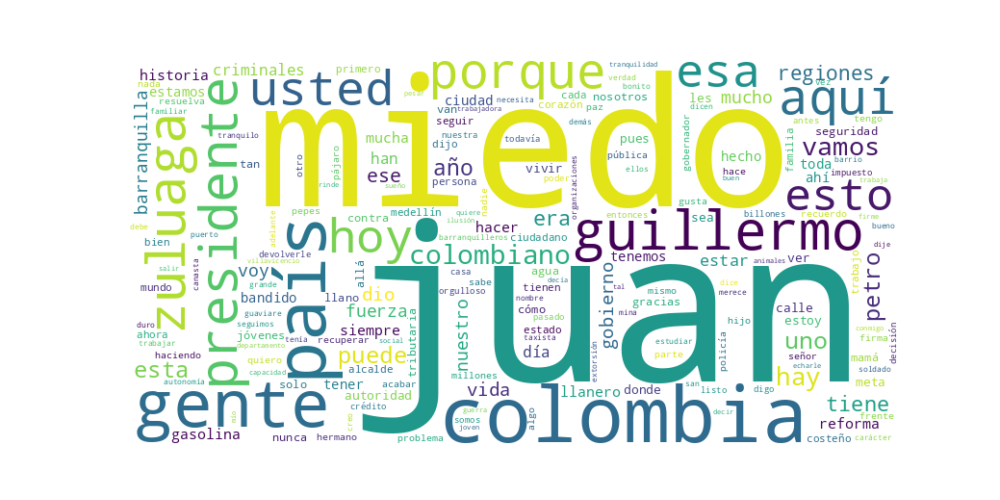 miedo
juan
colombia
guillermo
gente
país
presidente
zuluaga
usted
porque
esa
aquí
esto
hoy
colombiano
petro
vamos
uno
hay
tiene
regiones
mucho
criminales
historia
estamos
primero
tranquilidad
verdad
bonito
cada
nosotros
les
vez
dicen
nada
resuelva
familiar
ciudad
van
trabajadora
necesita
corazón
paz
antes
tengo
seguridad
barranquilla
tranquilo
mucha
seguir
nuestra
dijo
todavía
demás
pues
gobernador
hace
hecho
familia
toda
barrio
tan
otro
pájaro
han
ese
año
persona
vivir
pública
ellos
buen
ahí
impuesto
trabaja
rinde
sueño
poder
nadie
organizaciones
gusta
debe
puerto
adelante
pepes
medellín
quiere
ilusión
contra
era
entonces
sea
billones
recuerdo
firme
bueno
bien
salir
canasta
devolverle
villavicencio
voy
allá
hacer
barranquilleros
ciudadano
tenemos
estar
ver
dije
mundo
grande
bandido
llano
dio
casa
sabe
agua
decía
tienen
orgulloso
mismo
gracias
dice
merece
animales
calle
trabajo
duro
guaviare
seguimos
fuerza
nombre
cómo
tal
mina
gobierno
estoy
consigo
firma
decisión
ahora
trabajar
jóvenes
departamento
tenía
recuperar
siempre
social
tributaria
nuestro
estado
pasado
taxista
hijo
policía
señor
haciendo
quiero
puede
día
extorsión
estudiar
parte
mamá
echarle
soldado
esta
autonomía
capacidad
solo
tener
alcalde
acabar
millones
vida
llanero
donde
san
listo
digo
meta
mío
crédito
autoridad
guerra
somos
joven
algo
decir
reforma
frente
costeño
carácter
gasolina
nunca
hermano
creo
problema